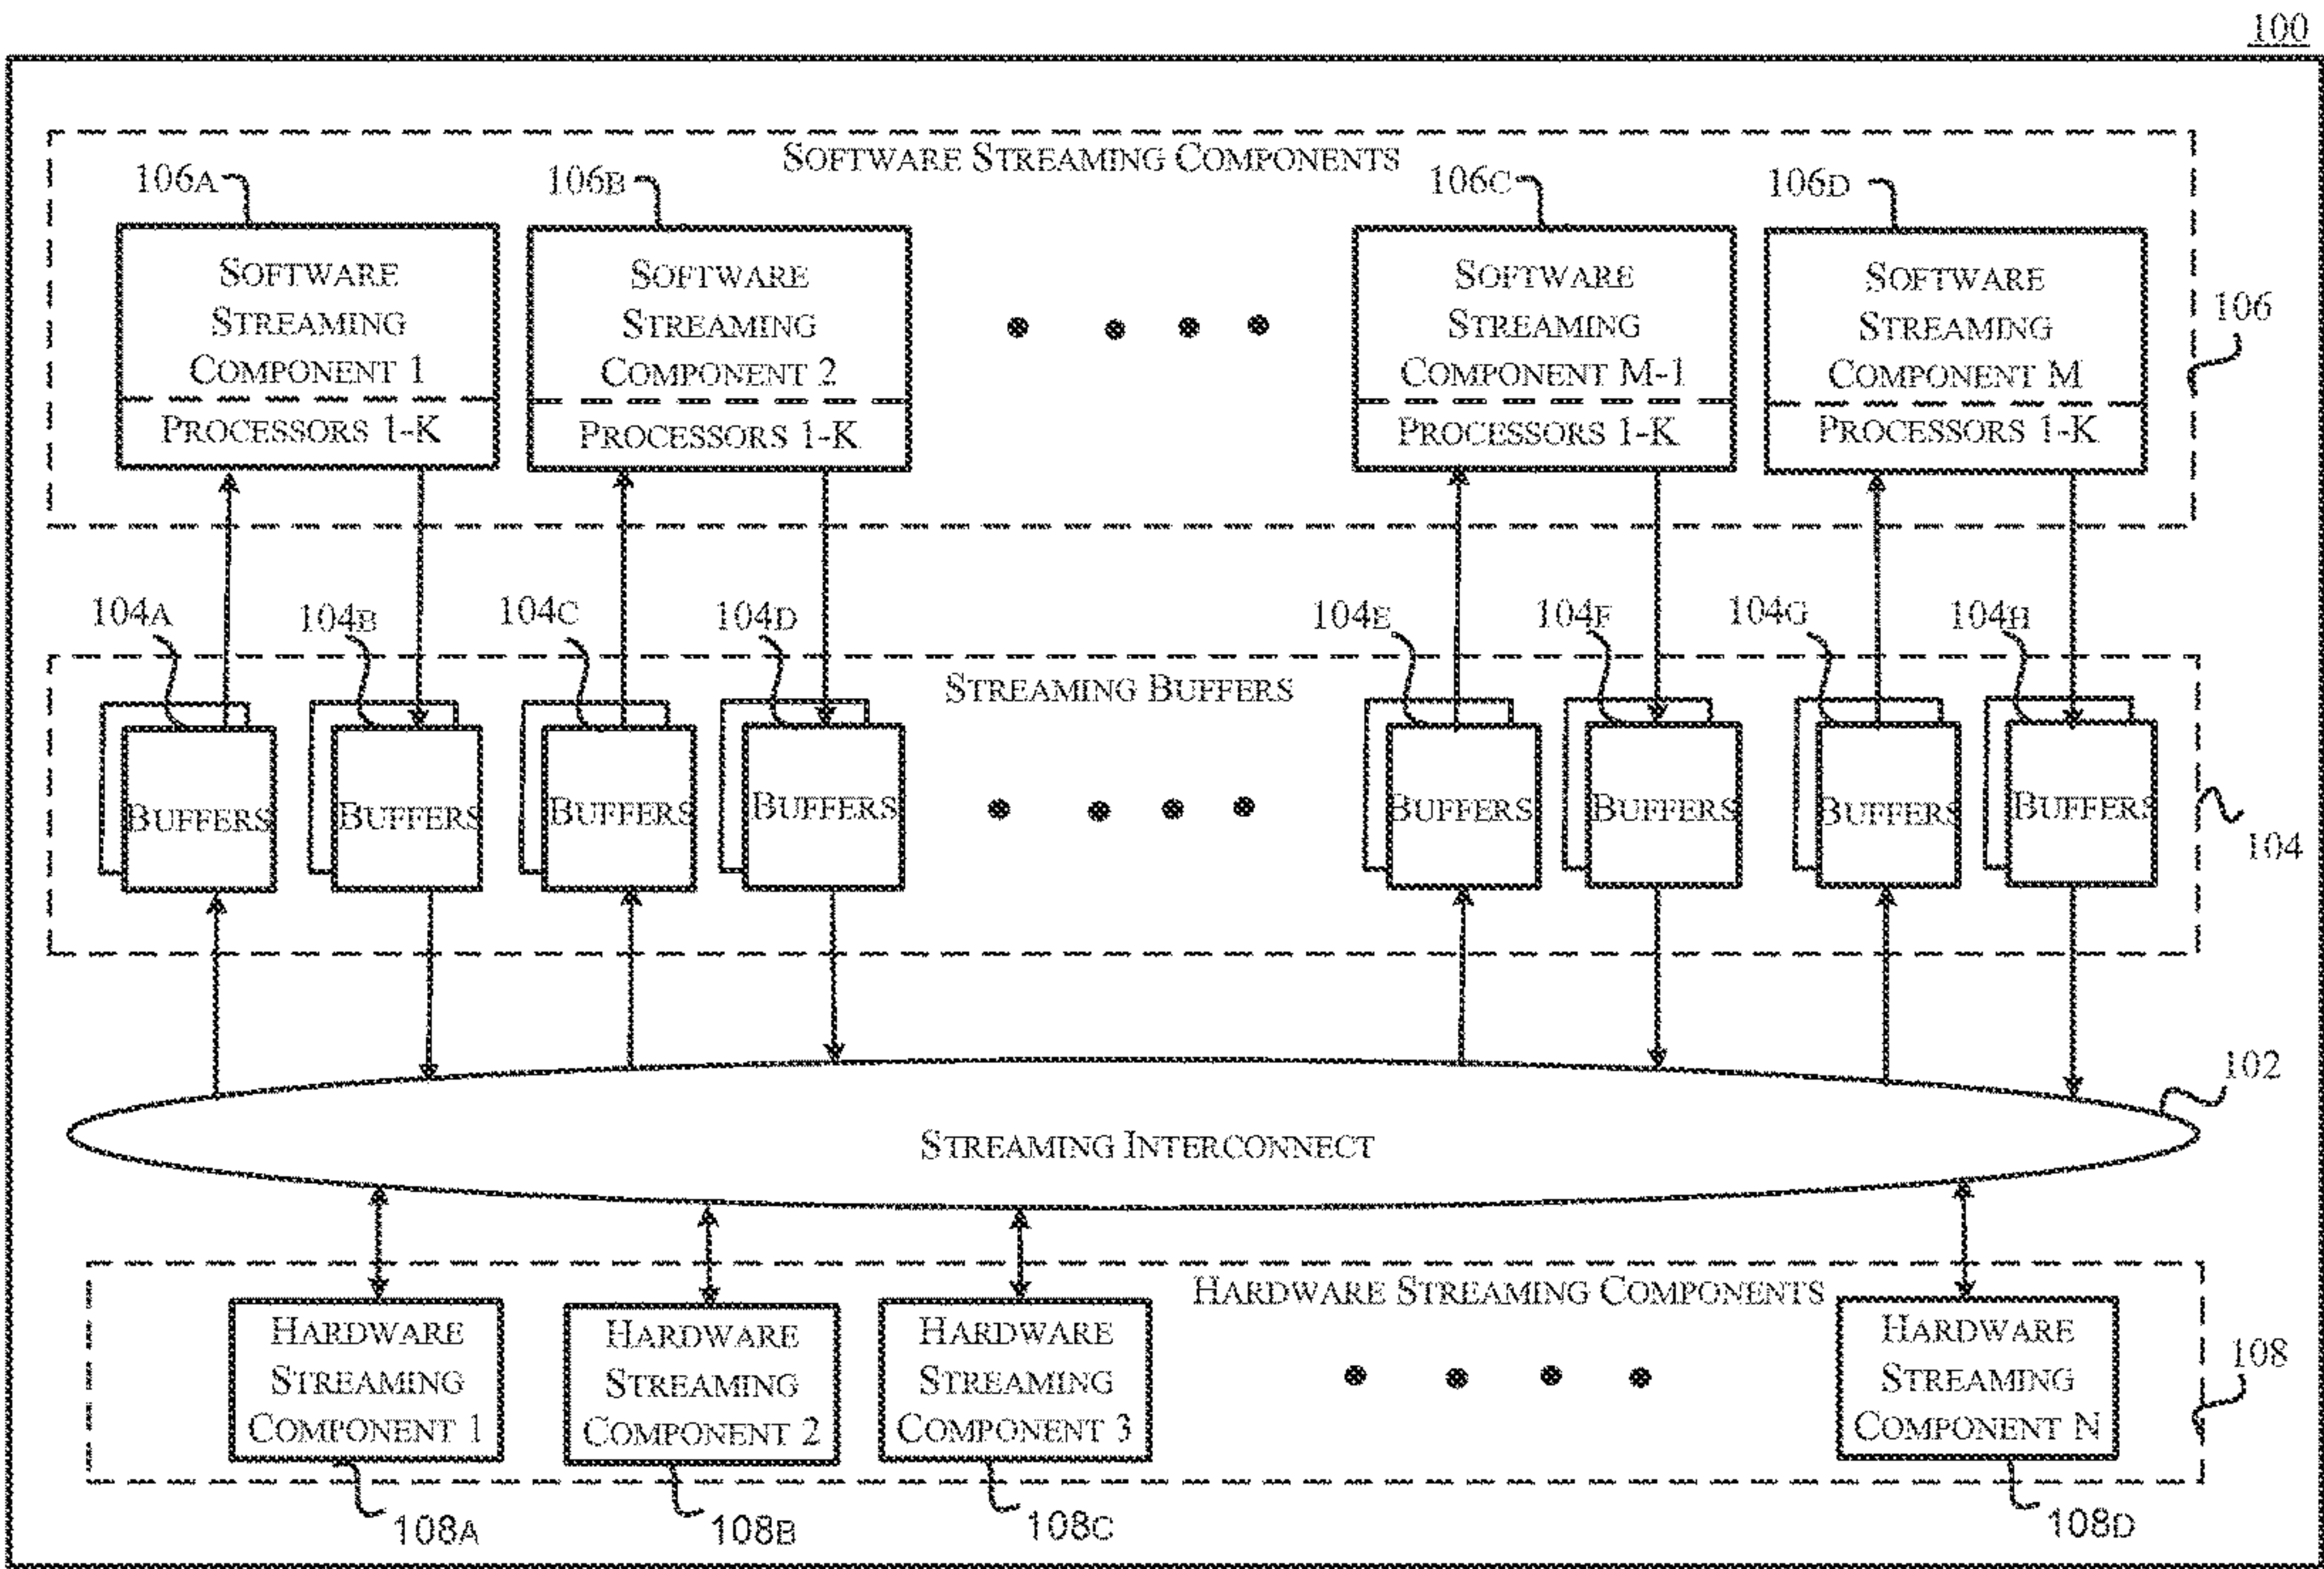 100
SOFTWARE STREAMING COMPONENTS
106A
106B
106C
106D
SOFTWARE
STREAMING
COMPONENT 1
PROCESSORS 1-K
SOFTWARE
STREAMING
COMPONENT 2
PROCESSORS 1-K
SOFTWARE
STREAMING
COMPONENT M-1
PROCESSORS 1-K
SOFTWARE
STREAMING
COMPONENT M
PROCESSORS 1-K
106
104A
104B
104C
104D
104E
104F
104G
104H
STREAMING BUFFERS
BUFFERS
BUFFERS
BUFFERS
BUFFERS
BUFFERS
BUFFERS
BUFFERS
BUFFERS
104
102
STREAMING INTERCONNECT
HARDWARE STREAMING COMPONENTS
HARDWARE
STREAMING
COMPONENT 1
HARDWARE
STREAMING
COMPONENT 2
HARDWARE
STREAMING
COMPONENT 3
HARDWARE
STREAMING
COMPONENT N
108
108A
108B
108C
108D